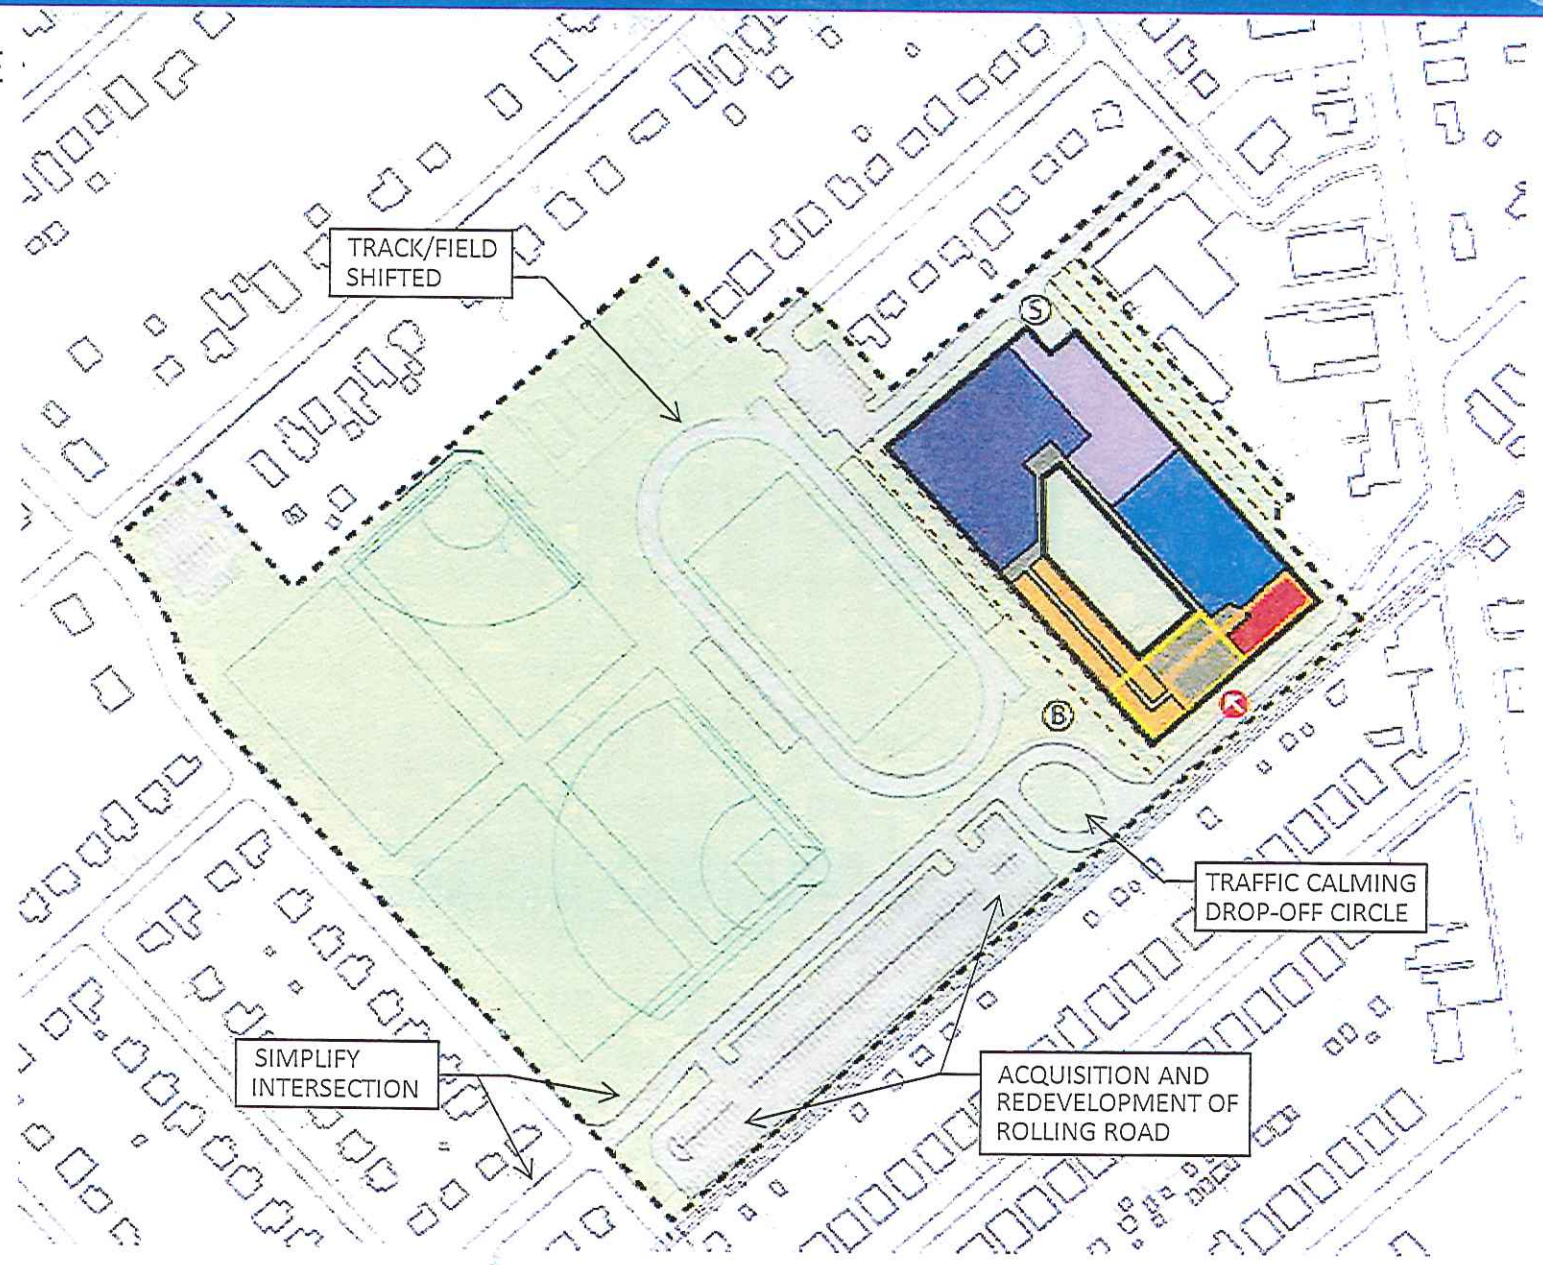 TRACK/FIELD
SHIFTED
S
B
TRAFFIC CALMING
DROP-OFF CIRCLE
SIMPLIFY
INTERSECTION
ACQUISITION AND
REDEVELOPMENT OF
ROLLING ROAD